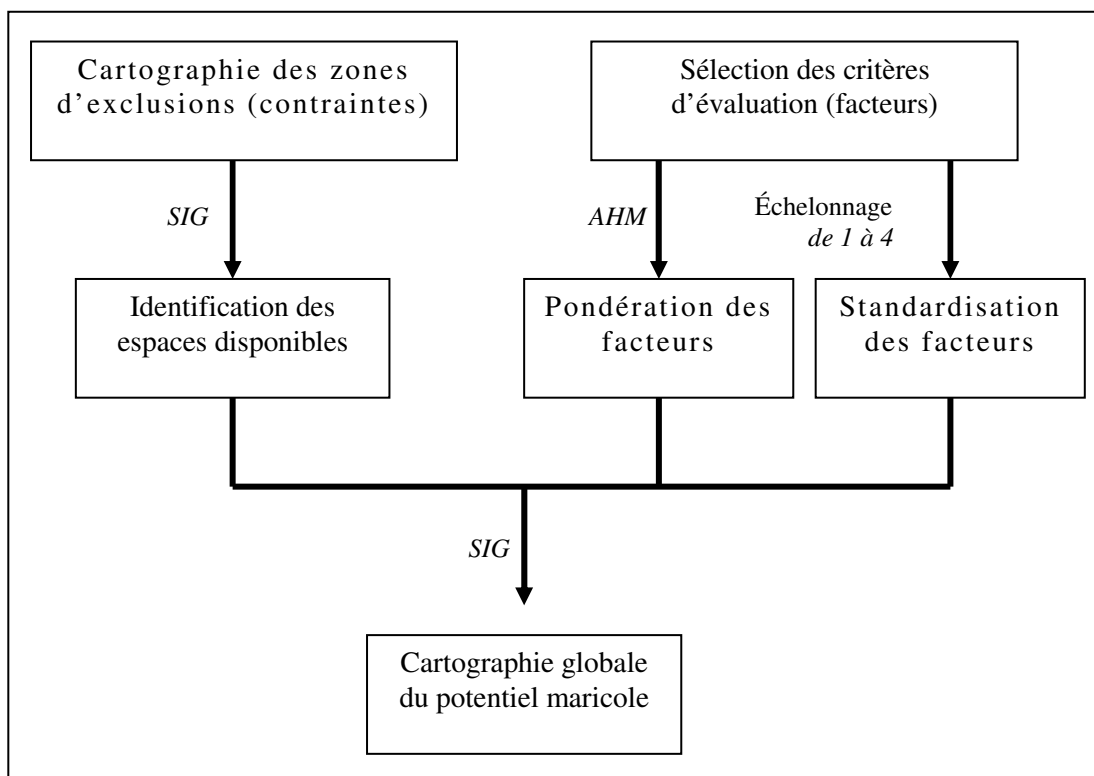 Cartographie des zones
d'exclusions (contraintes)
Sélection des critères
d'évaluation (facteurs)
SIG
AHM
Échelonnage
de 1 à 4
Identification des
espaces disponibles
Pondération des
facteurs
Standardisation
des facteurs
SIG
Cartographie globale
du potentiel maricole